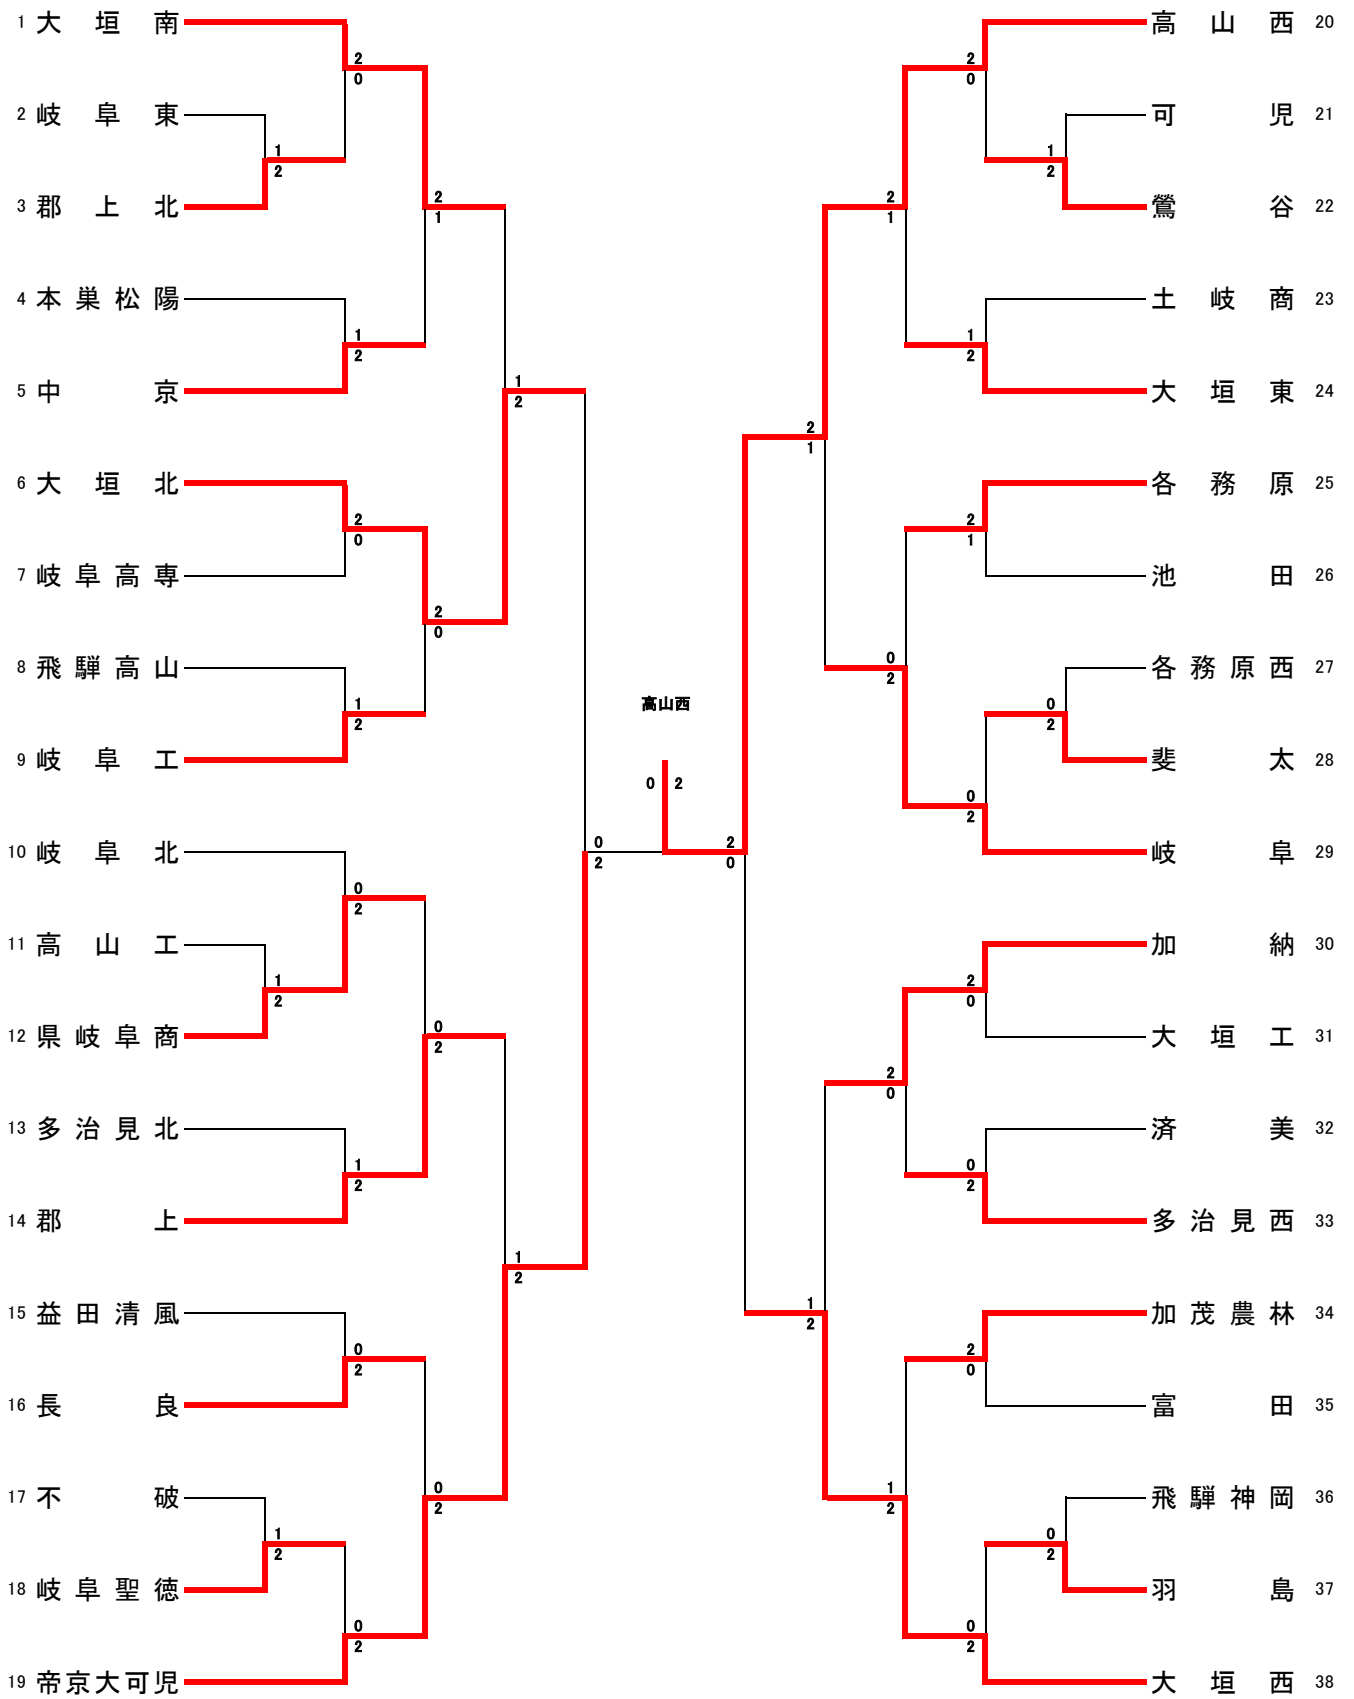 1 大垣南
2 岐阜東
3 郡上北
4 本巣松陽
5 中京
6 大垣北
7 岐阜高専
8 飛騨高山
9 岐阜工
10 岐阜北
11 高山工
12 県岐阜商
13 多治見北
14 郡上
15 益田清風
16 長良
17 不破
18 岐阜聖徳
19 帝京大可児
2
0
1
2
2
1
1
2
1
2
2
0
2
0
1
2
0
2
0
2
1
2
0
2
1
2
1
2
0
2
0
2
1
2
0
2
高山西
0 2
2
0
2
0
1
2
2
1
1
2
2
1
2
1
0
2
0
2
0
2
2
0
2
0
0
2
1
2
2
0
1
2
0
2
0
2
高山西 20
可児 21
鶯谷 22
土岐商 23
大垣東 24
各務原 25
池田 26
各務原西 27
斐太 28
岐阜 29
加納 30
大垣工 31
済美 32
多治見西 33
加茂農林 34
富田 35
飛騨神岡 36
羽島 37
大垣西 38